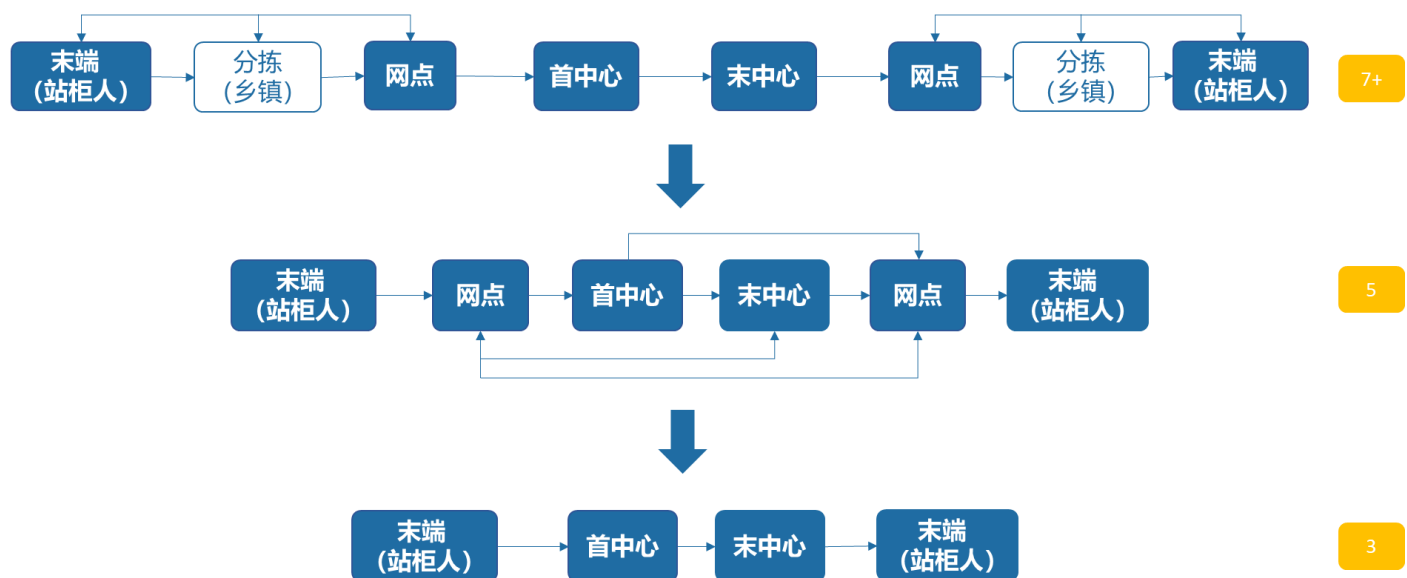 末端
（站柜人）
分拣
(乡镇)
网点
首中心
末中心
网点
分拣
(乡镇)
末端
（站柜人）
7+
末端
（站柜人）
网点
首中心
末中心
网点
末端
（站柜人）
5
末端
（站柜人）
首中心
末中心
末端
（站柜人）
3